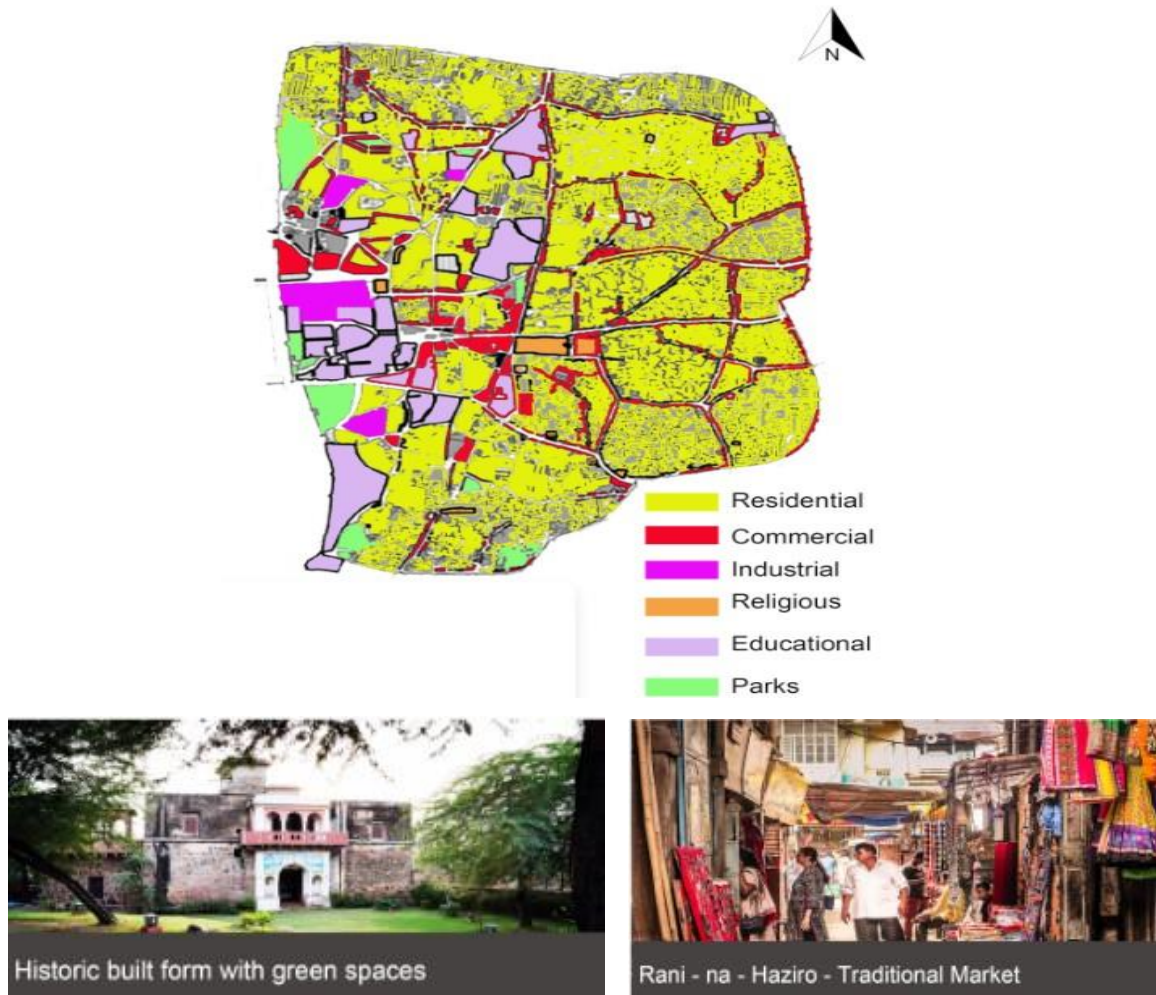 N
Residential
Commercial
Industrial
Religious
Educational
Parks
Historic built form with green spaces
Rani - na - Haziro - Traditional Market